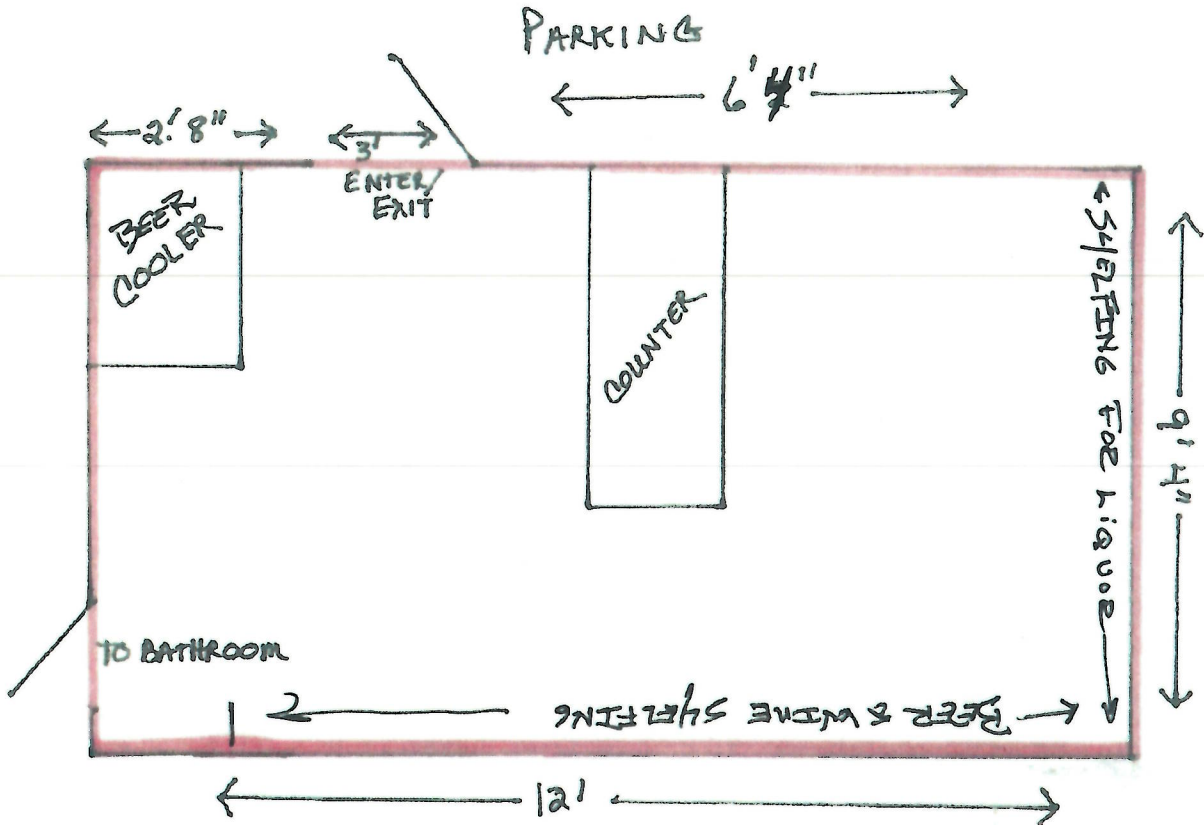 PARKING
6' 4"
2' 8"
3'
ENTER/
EXIT
BEER
COOLER
COUNTER
SHELFING FOR LIQUOR
9' 4"
TO BATHROOM
BEER & WINE SHELFING
12'